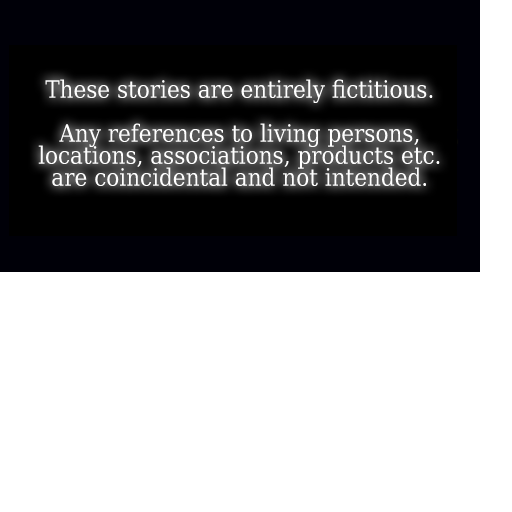 These stories are entirely fictitious.
Any references to living persons,
locations, associations, products etc.
are coincidental and not intended.